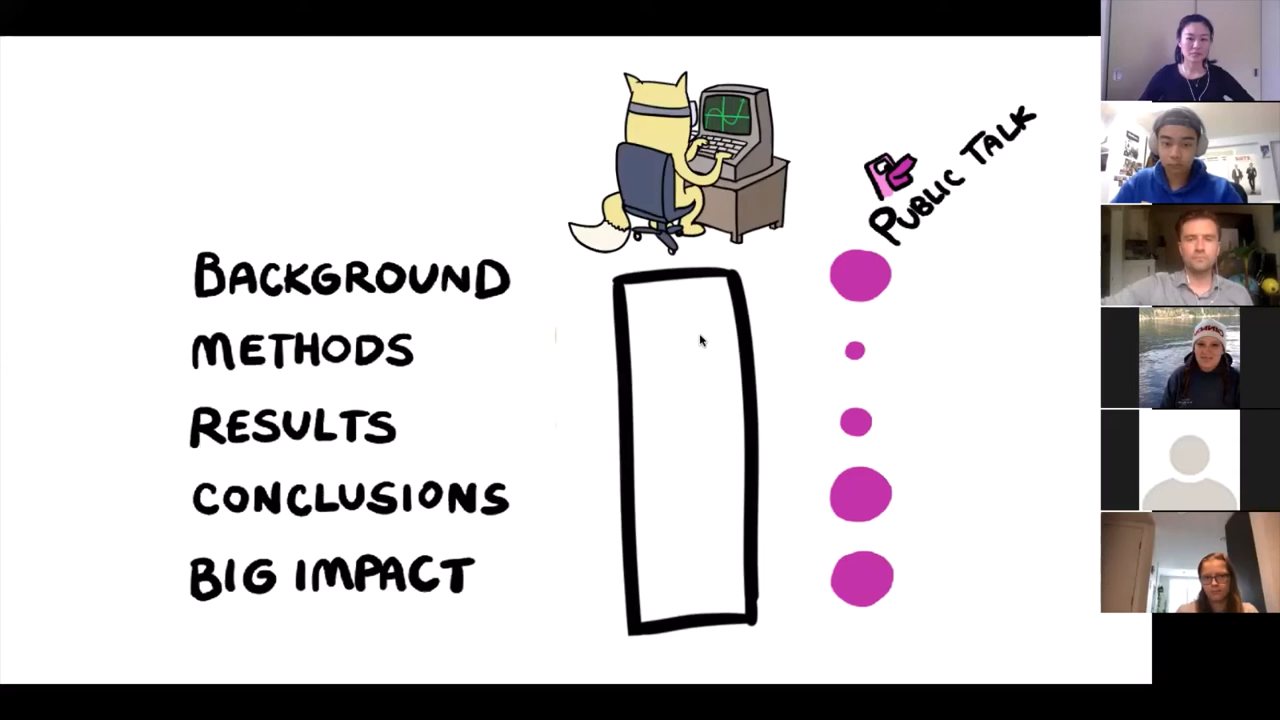 PUBLIC TALK
BACKGROUND
METHODS
RESULTS
CONCLUSIONS
BIG IMPACT